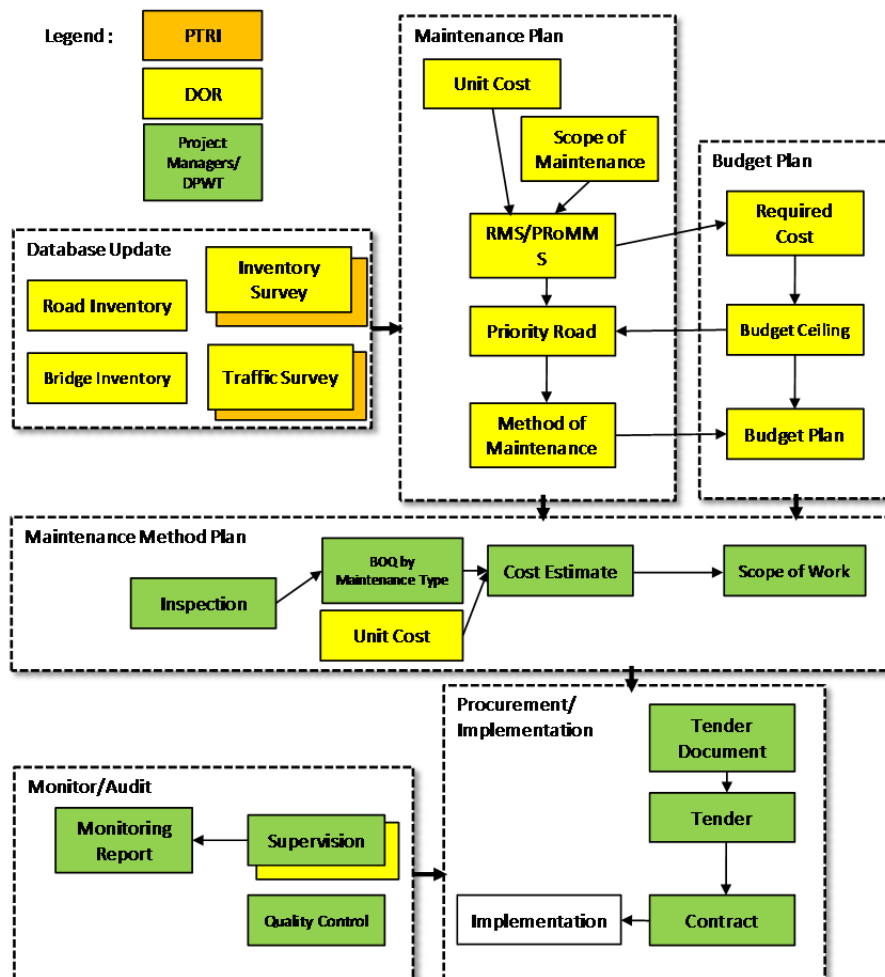 Legend :
PTRI
DOR
Project
Managers/
DPWT
Maintenance Plan
Unit Cost
Scope of
Maintenance
RMS/PRoMM
S
Priority Road
Method of
Maintenance
Budget Plan
Required
Cost
Budget Ceiling
Budget Plan
Database Update
Road Inventory
Inventory
Survey
Bridge Inventory
Traffic Survey
Maintenance Method Plan
Inspection
BOQ by
Maintenance Type
Unit Cost
Cost Estimate
Scope of Work
Procurement/
Implementation
Tender
Document
Tender
Contract
Implementation
Monitor/Audit
Monitoring
Report
Supervision
Quality Control